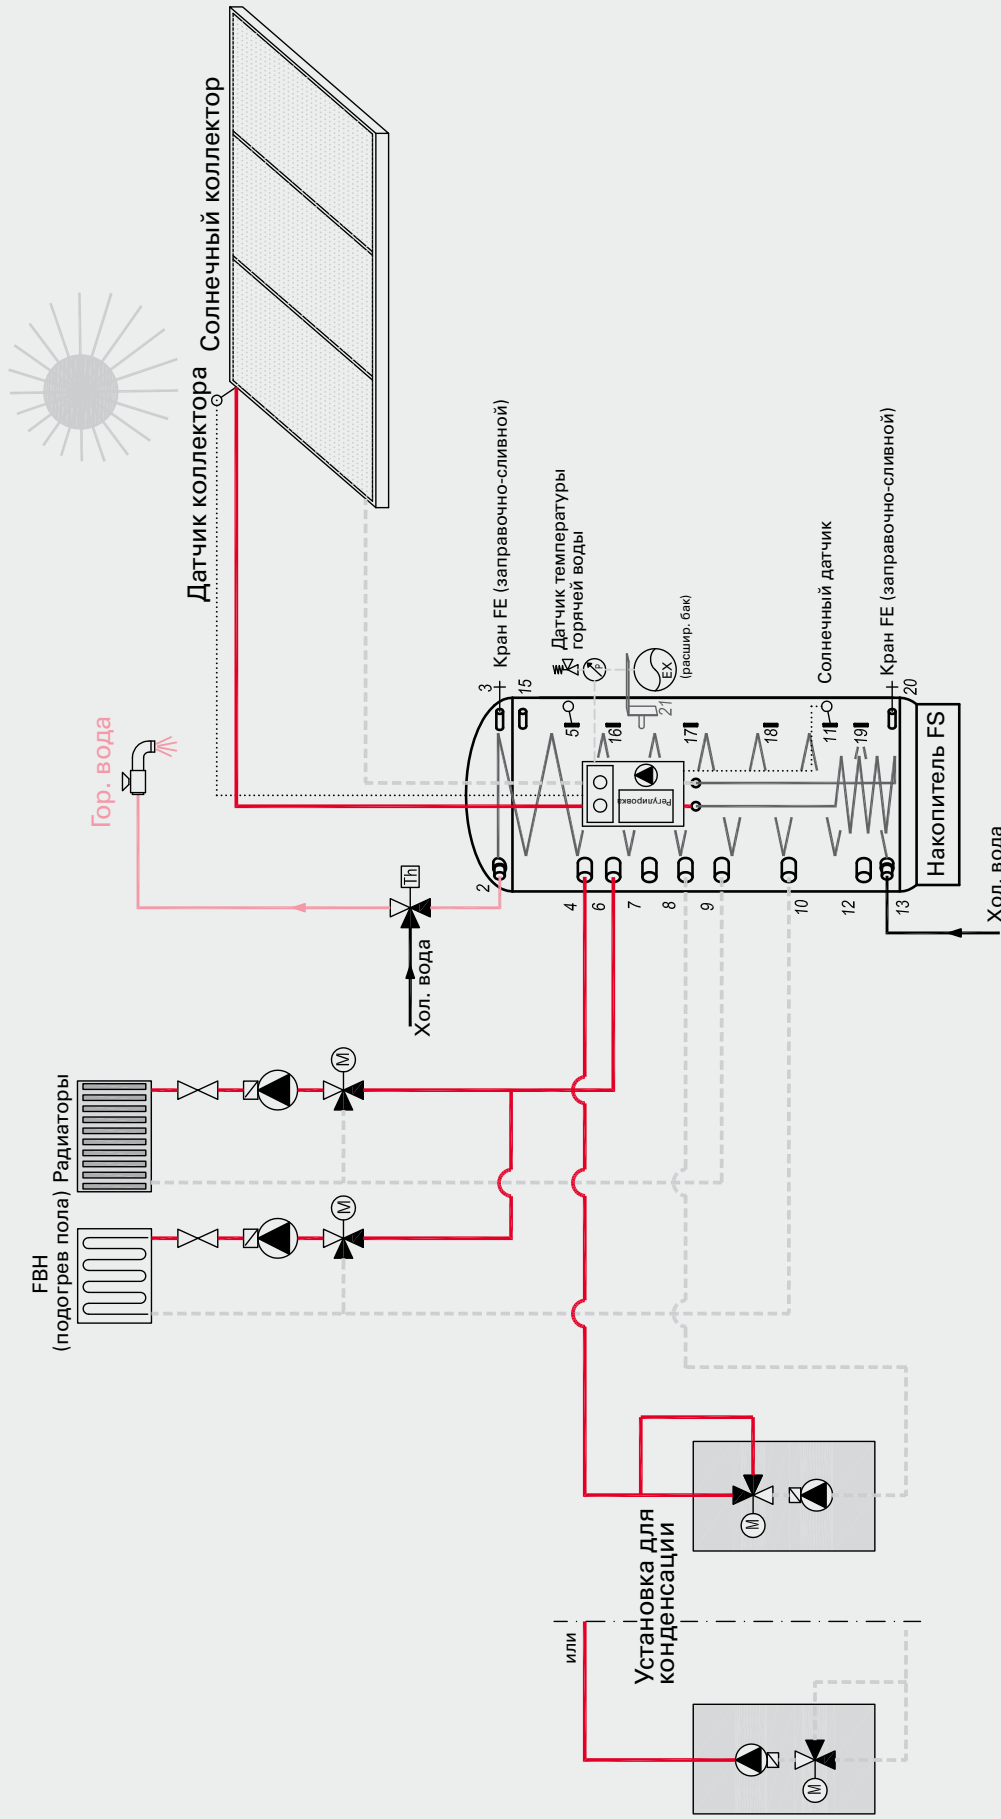 Солнечный коллектор
Датчик коллектора
Гор. вода
Кран FE (заправочно-сливной)
Датчик температуры
горячей воды
(расшир. бак)
Солнечный датчик
Кран FE (заправочно-сливной)
3
15
5
16
EX
21
17
18
11
19
20
P
Регулировка
2
4
6
7
8
9
10
12
13
Накопитель FS
Хол. вода
Th
Хол. вода
Радиаторы
M
FBH
(подогрев пола)
M
Установка для
конденсации
M
или
M